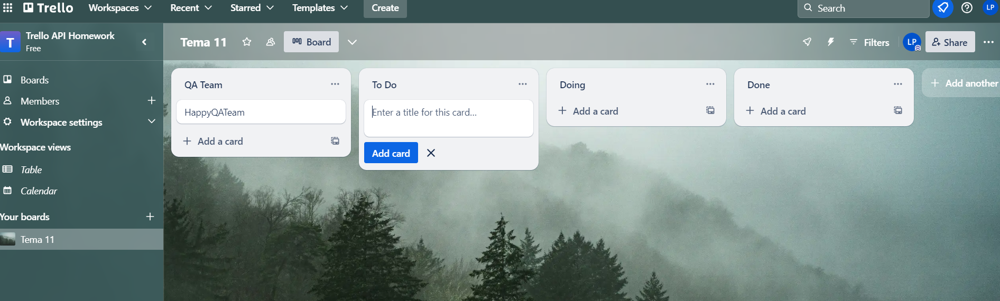 Trello
Workspaces
Recent
Starred
Templates
Create
Search
LP
T
Trello API Homework
Free
Tema 11
Board
Filters
LP
Share
Boards
Members
Workspace settings
Workspace views
Table
Calendar
Your boards
Tema 11
QA Team
HappyQATeam
Add a card
To Do
Enter a title for this card...
Add card
Doing
Add a card
Done
Add a card
Add another